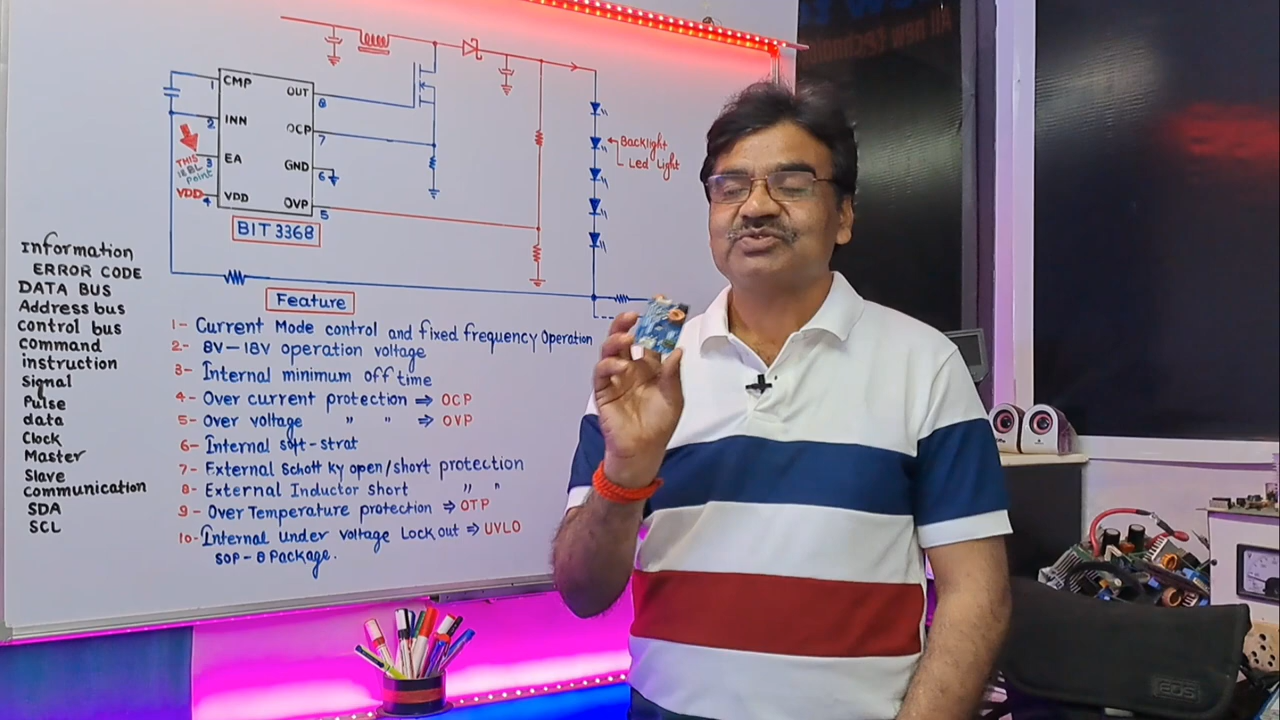 1 CMP
OUT 8
2 INN
OCP 7
3 EA
GND 6
VDD 4 VDD
OVP 5
THIS
IS BL
Point
BIT 3368
Backlight
Led Light
Information
ERROR CODE
DATA BUS
Address bus
control bus
command
instruction
signal
Pulse
data
Clock
Master
Slave
communication
SDA
SCL
Feature
1- Current Mode control and fixed frequency Operation
2- 8V-18V operation voltage
3- Internal minimum off time
4- Over current protection ⇒ OCP
5- Over voltage " " ⇒ OVP
6- Internal soft-strat
7- External Schott ky open/short protection
8- External Inductor short " "
9- Over Temperature protection ⇒ OTP
10- Internal under voltage Lock out ⇒ UVLO
SOP-8 Package.
EOS